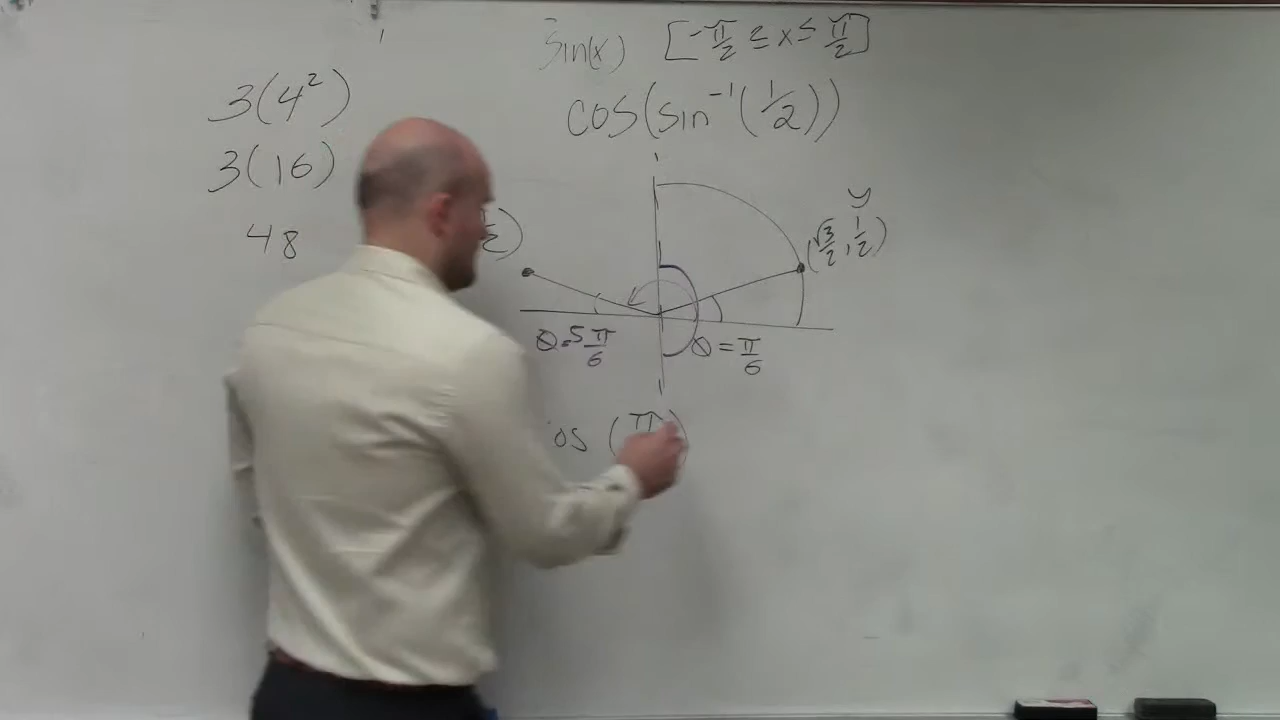 sin(x) [-π/2 ≤ x ≤ π/2]
3(4²)
cos(sin⁻¹(1/2))
3(16)
48
y
(√3/2, 1/2)
θ=5π/6
θ=π/6
os (π